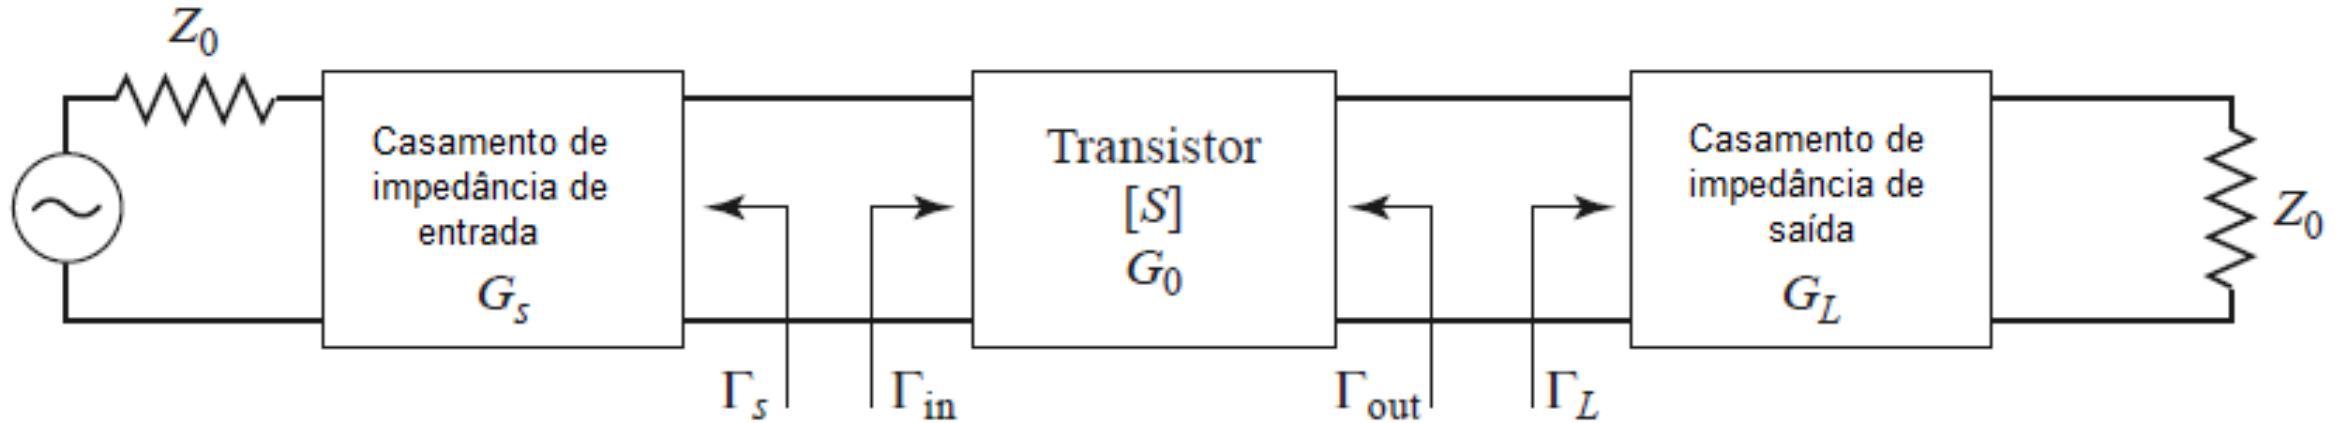 Z0
Casamento de
impedância de
entrada
Gs
Transistor
[S]
G0
Casamento de
impedância de
saída
GL
Z0
Γs
Γin
Γout
ΓL